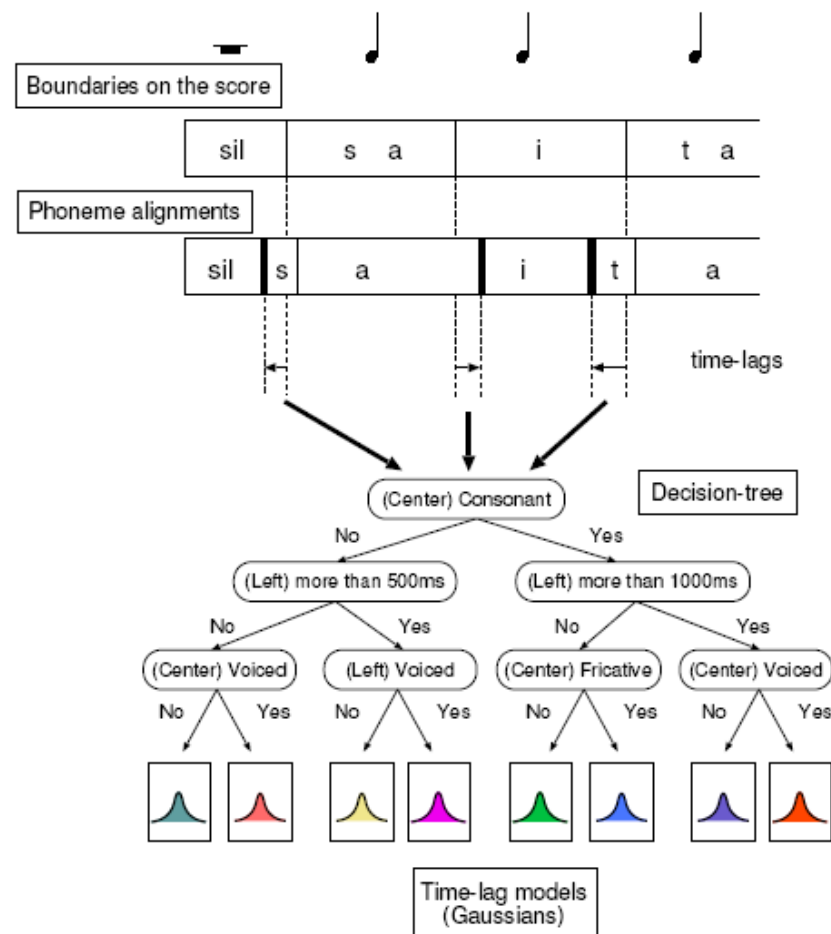 Boundaries on the score
sil s a i t a
Phoneme alignments
sil s a i t a
time-lags
(Center) Consonant
Decision-tree
No Yes
(Left) more than 500ms (Left) more than 1000ms
No Yes No Yes
(Center) Voiced (Left) Voiced (Center) Fricative (Center) Voiced
No Yes No Yes No Yes No Yes
Time-lag models
(Gaussians)